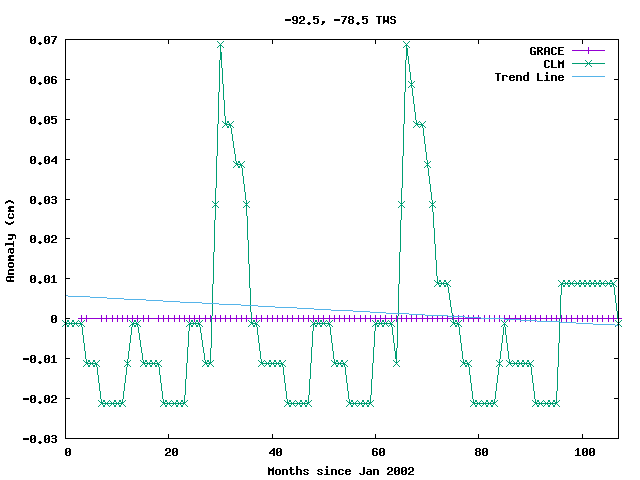 -92.5, -78.5 TWS
GRACE
CLM
Trend Line
0.07
0.06
0.05
0.04
0.03
0.02
0.01
0
-0.01
-0.02
-0.03
Anomaly (cm)
0 20 40 60 80 100
Months since Jan 2002